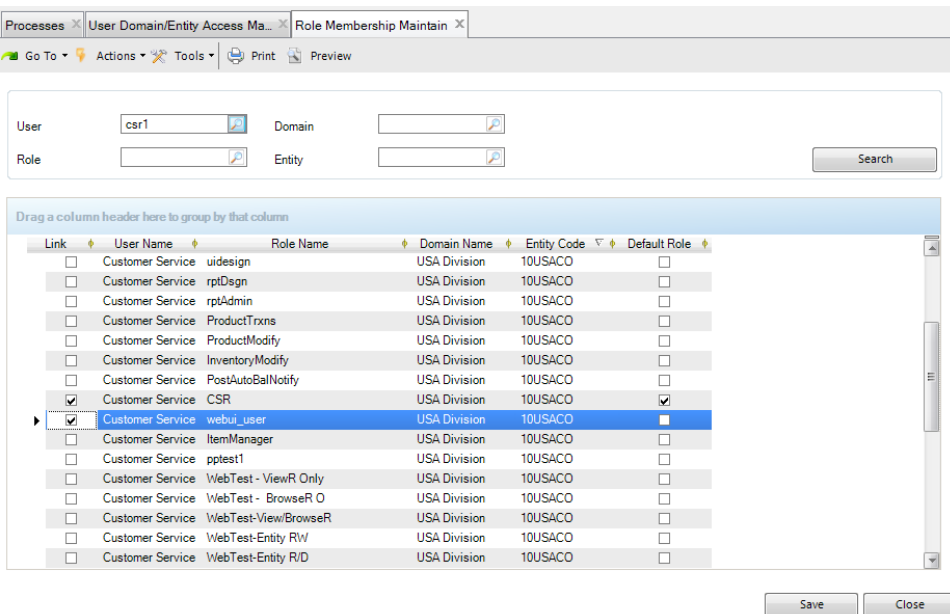 Processes User Domain/Entity Access Ma... Role Membership Maintain
Go To Actions Tools Print Preview
User csr1 Domain
Role Entity Search
Drag a column header here to group by that column
Link User Name Role Name Domain Name Entity Code Default Role
Customer Service uidesign USA Division 10USACO
Customer Service rptDsgn USA Division 10USACO
Customer Service rptAdmin USA Division 10USACO
Customer Service ProductTrxns USA Division 10USACO
Customer Service ProductModify USA Division 10USACO
Customer Service InventoryModify USA Division 10USACO
Customer Service PostAutoBalNotify USA Division 10USACO
Customer Service CSR USA Division 10USACO
Customer Service webui_user USA Division 10USACO
Customer Service ItemManager USA Division 10USACO
Customer Service pptest1 USA Division 10USACO
Customer Service WebTest - ViewR Only USA Division 10USACO
Customer Service WebTest - BrowseR O USA Division 10USACO
Customer Service WebTest-View/BrowseR USA Division 10USACO
Customer Service WebTest-Entity RW USA Division 10USACO
Customer Service WebTest-Entity R/D USA Division 10USACO
Save Close